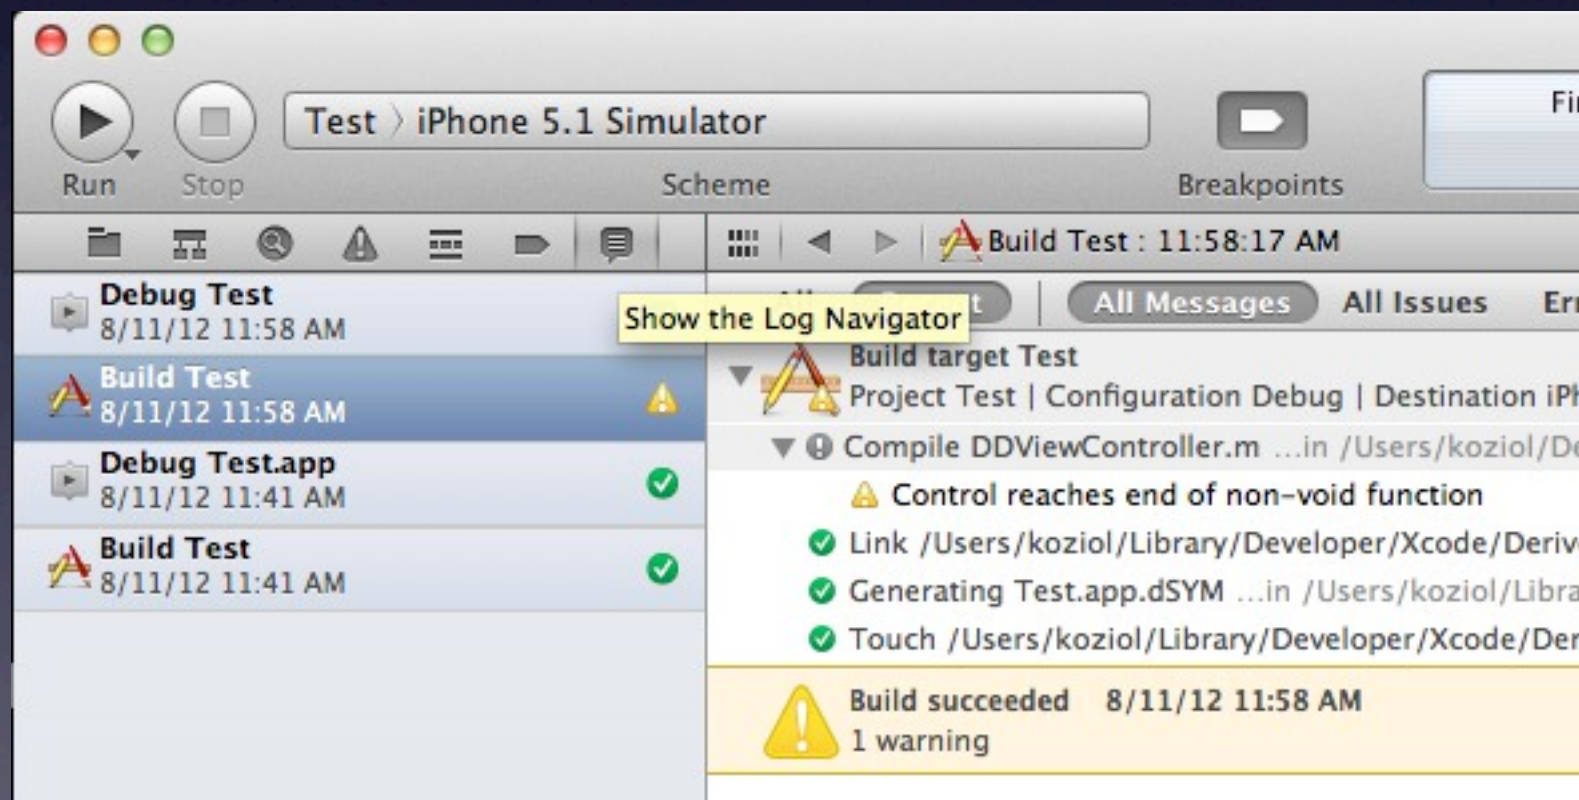 Test 〉 iPhone 5.1 Simulator
Run Stop Scheme Breakpoints
Build Test : 11:58:17 AM
Debug Test
8/11/12 11:58 AM
Build Test
8/11/12 11:58 AM
Debug Test.app
8/11/12 11:41 AM
Build Test
8/11/12 11:41 AM
Show the Log Navigator
All Messages All Issues
Build target Test
Project Test | Configuration Debug | Destination
Compile DDViewController.m ...in /Users/koziol/
Control reaches end of non-void function
Link /Users/koziol/Library/Developer/Xcode/
Generating Test.app.dSYM ...in /Users/koziol/
Touch /Users/koziol/Library/Developer/Xcode/
Build succeeded 8/11/12 11:58 AM
1 warning